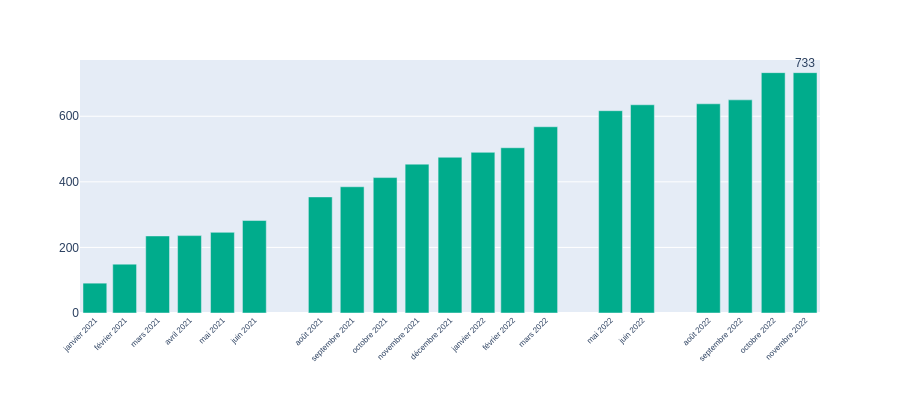 733
600
400
200
0
janvier 2021
février 2021
mars 2021
avril 2021
mai 2021
juin 2021
août 2021
septembre 2021
octobre 2021
novembre 2021
décembre 2021
janvier 2022
février 2022
mars 2022
mai 2022
juin 2022
août 2022
septembre 2022
octobre 2022
novembre 2022